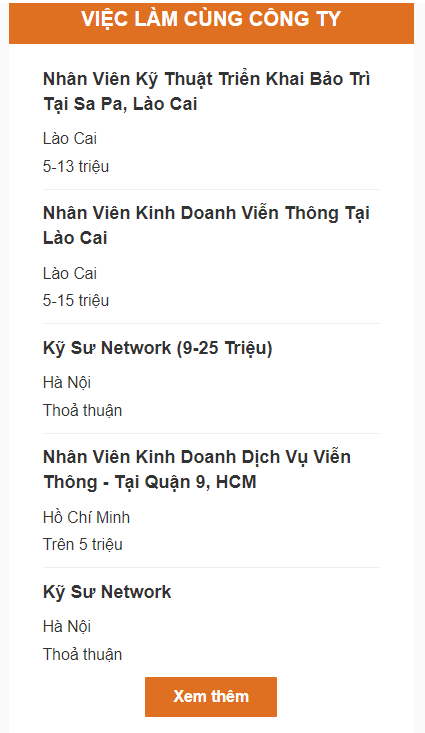 VIỆC LÀM CÙNG CÔNG TY
Nhân Viên Kỹ Thuật Triển Khai Bảo Trì
Tại Sa Pa, Lào Cai
Lào Cai
5-13 triệu
Nhân Viên Kinh Doanh Viễn Thông Tại
Lào Cai
Lào Cai
5-15 triệu
Kỹ Sư Network (9-25 Triệu)
Hà Nội
Thoả thuận
Nhân Viên Kinh Doanh Dịch Vụ Viễn
Thông - Tại Quận 9, HCM
Hồ Chí Minh
Trên 5 triệu
Kỹ Sư Network
Hà Nội
Thoả thuận
Xem thêm